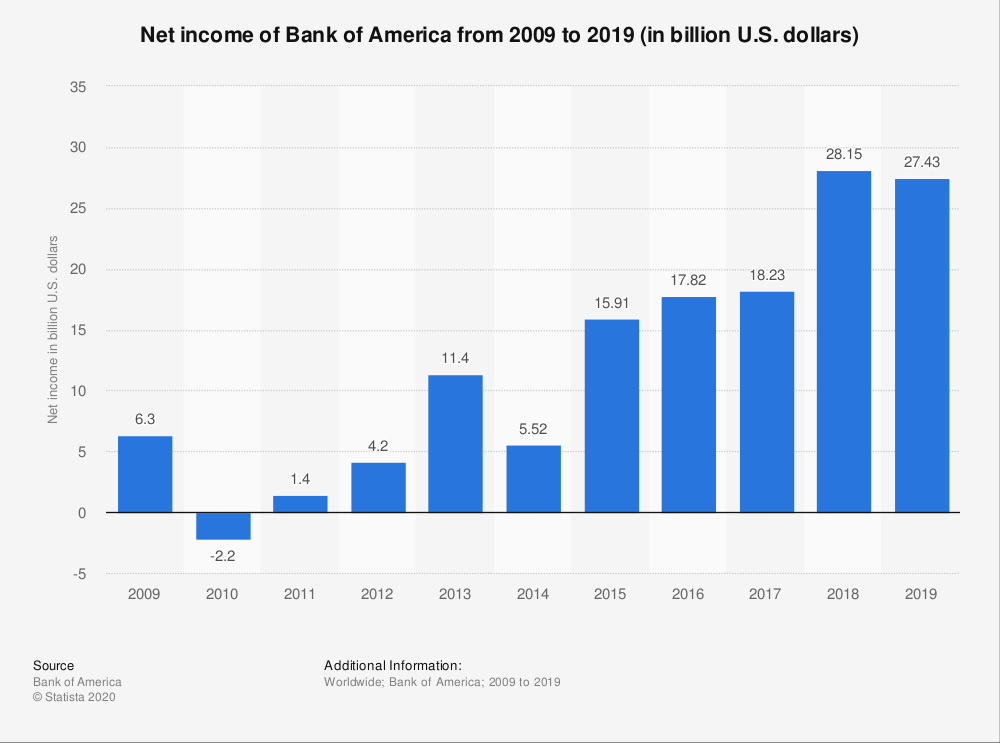 Net income of Bank of America from 2009 to 2019 (in billion U.S. dollars)
Net income in billion U.S. dollars
35
30
25
20
15
10
5
0
-5
6.3
-2.2
1.4
4.2
11.4
5.52
15.91
17.82
18.23
28.15
27.43
2009 2010 2011 2012 2013 2014 2015 2016 2017 2018 2019
Source
Bank of America
© Statista 2020
Additional Information:
Worldwide; Bank of America; 2009 to 2019